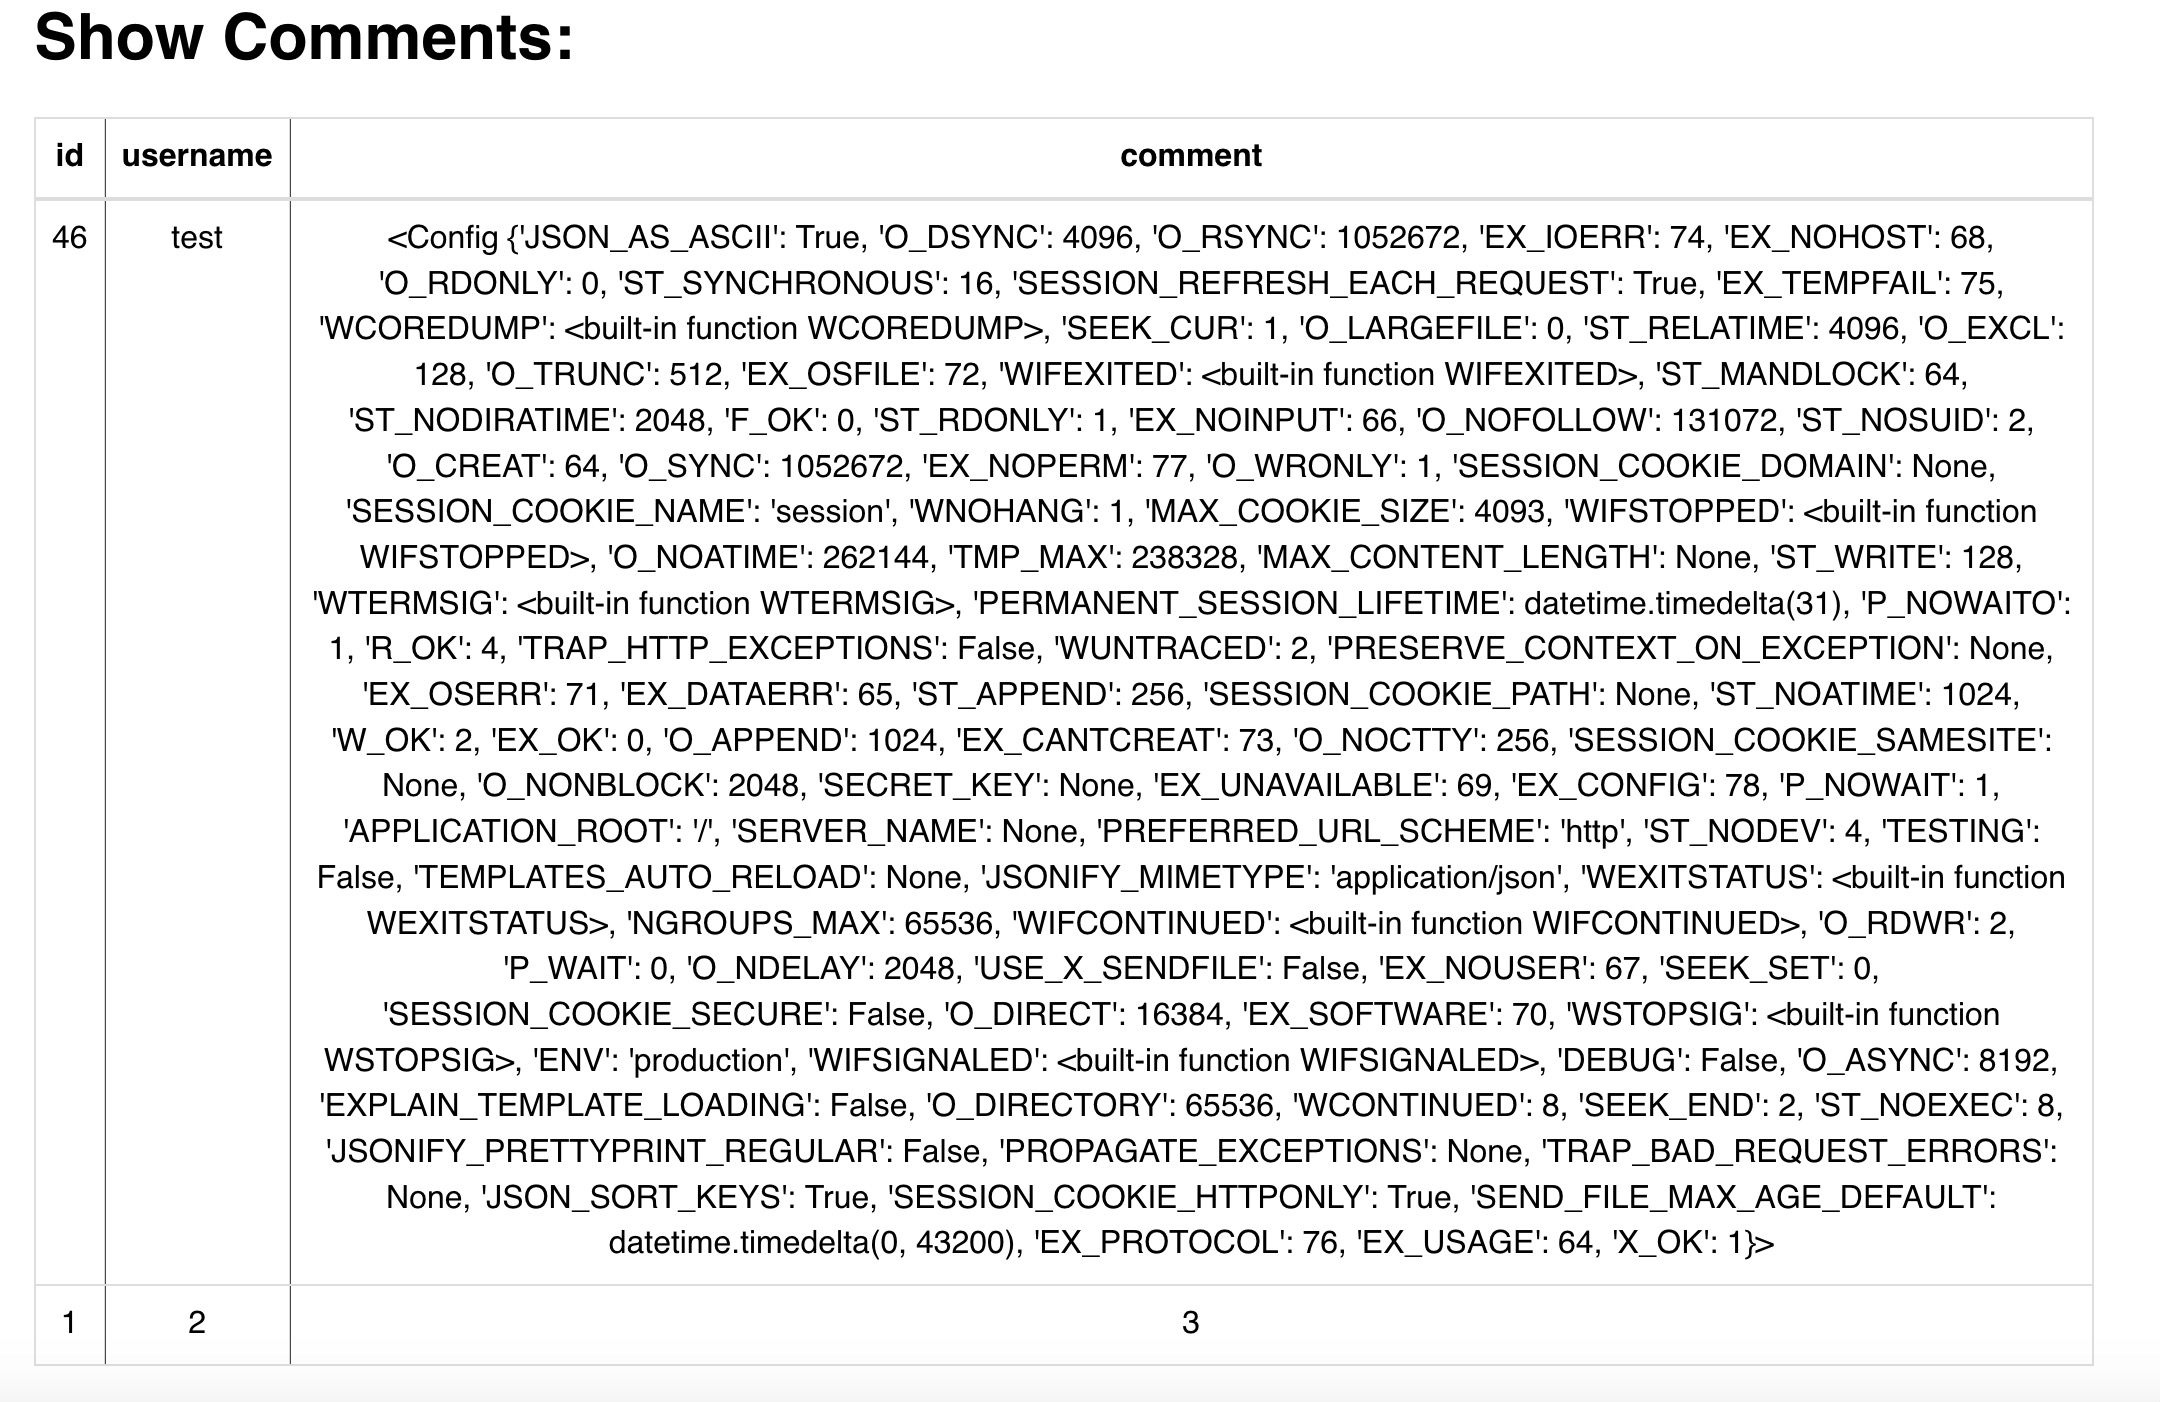 Show Comments:
id username comment
46 test <Config {'JSON_AS_ASCII': True, 'O_DSYNC': 4096, 'O_RSYNC': 1052672, 'EX_IOERR': 74, 'EX_NOHOST': 68,
'O_RDONLY': 0, 'ST_SYNCHRONOUS': 16, 'SESSION_REFRESH_EACH_REQUEST': True, 'EX_TEMPFAIL': 75,
'WCOREDUMP': <built-in function WCOREDUMP>, 'SEEK_CUR': 1, 'O_LARGEFILE': 0, 'ST_RELATIME': 4096, 'O_EXCL':
128, 'O_TRUNC': 512, 'EX_OSFILE': 72, 'WIFEXITED': <built-in function WIFEXITED>, 'ST_MANDLOCK': 64,
'ST_NODIRATIME': 2048, 'F_OK': 0, 'ST_RDONLY': 1, 'EX_NOINPUT': 66, 'O_NOFOLLOW': 131072, 'ST_NOSUID': 2,
'O_CREAT': 64, 'O_SYNC': 1052672, 'EX_NOPERM': 77, 'O_WRONLY': 1, 'SESSION_COOKIE_DOMAIN': None,
'SESSION_COOKIE_NAME': 'session', 'WNOHANG': 1, 'MAX_COOKIE_SIZE': 4093, 'WIFSTOPPED': <built-in function
WIFSTOPPED>, 'O_NOATIME': 262144, 'TMP_MAX': 238328, 'MAX_CONTENT_LENGTH': None, 'ST_WRITE': 128,
'WTERMSIG': <built-in function WTERMSIG>, 'PERMANENT_SESSION_LIFETIME': datetime.timedelta(31), 'P_NOWAITO':
1, 'R_OK': 4, 'TRAP_HTTP_EXCEPTIONS': False, 'WUNTRACED': 2, 'PRESERVE_CONTEXT_ON_EXCEPTION': None,
'EX_OSERR': 71, 'EX_DATAERR': 65, 'ST_APPEND': 256, 'SESSION_COOKIE_PATH': None, 'ST_NOATIME': 1024,
'W_OK': 2, 'EX_OK': 0, 'O_APPEND': 1024, 'EX_CANTCREAT': 73, 'O_NOCTTY': 256, 'SESSION_COOKIE_SAMESITE':
None, 'O_NONBLOCK': 2048, 'SECRET_KEY': None, 'EX_UNAVAILABLE': 69, 'EX_CONFIG': 78, 'P_NOWAIT': 1,
'APPLICATION_ROOT': '/', 'SERVER_NAME': None, 'PREFERRED_URL_SCHEME': 'http', 'ST_NODEV': 4, 'TESTING':
False, 'TEMPLATES_AUTO_RELOAD': None, 'JSONIFY_MIMETYPE': 'application/json', 'WEXITSTATUS': <built-in function
WEXITSTATUS>, 'NGROUPS_MAX': 65536, 'WIFCONTINUED': <built-in function WIFCONTINUED>, 'O_RDWR': 2,
'P_WAIT': 0, 'O_NDELAY': 2048, 'USE_X_SENDFILE': False, 'EX_NOUSER': 67, 'SEEK_SET': 0,
'SESSION_COOKIE_SECURE': False, 'O_DIRECT': 16384, 'EX_SOFTWARE': 70, 'WSTOPSIG': <built-in function
WSTOPSIG>, 'ENV': 'production', 'WIFSIGNALED': <built-in function WIFSIGNALED>, 'DEBUG': False, 'O_ASYNC': 8192,
'EXPLAIN_TEMPLATE_LOADING': False, 'O_DIRECTORY': 65536, 'WCONTINUED': 8, 'SEEK_END': 2, 'ST_NOEXEC': 8,
'JSONIFY_PRETTYPRINT_REGULAR': False, 'PROPAGATE_EXCEPTIONS': None, 'TRAP_BAD_REQUEST_ERRORS':
None, 'JSON_SORT_KEYS': True, 'SESSION_COOKIE_HTTPONLY': True, 'SEND_FILE_MAX_AGE_DEFAULT':
datetime.timedelta(0, 43200), 'EX_PROTOCOL': 76, 'EX_USAGE': 64, 'X_OK': 1}>
1 2 3